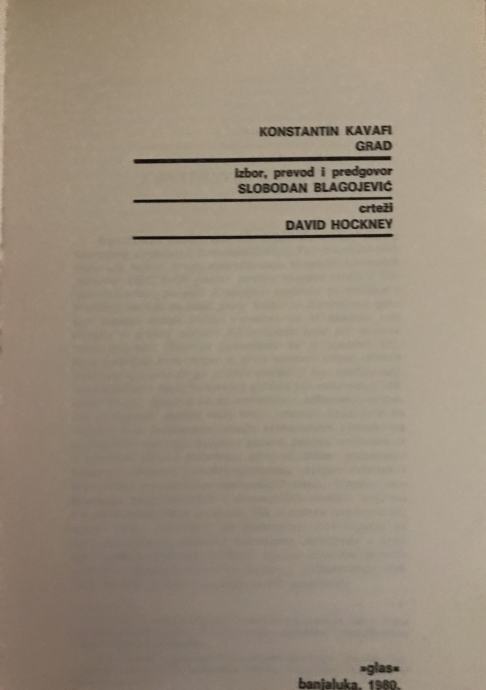 KONSTANTIN KAVAFI
GRAD
izbor, prevod i predgovor
SLOBODAN BLAGOJEVIĆ
crteži
DAVID HOCKNEY
»glas«
banjaluka, 1980.